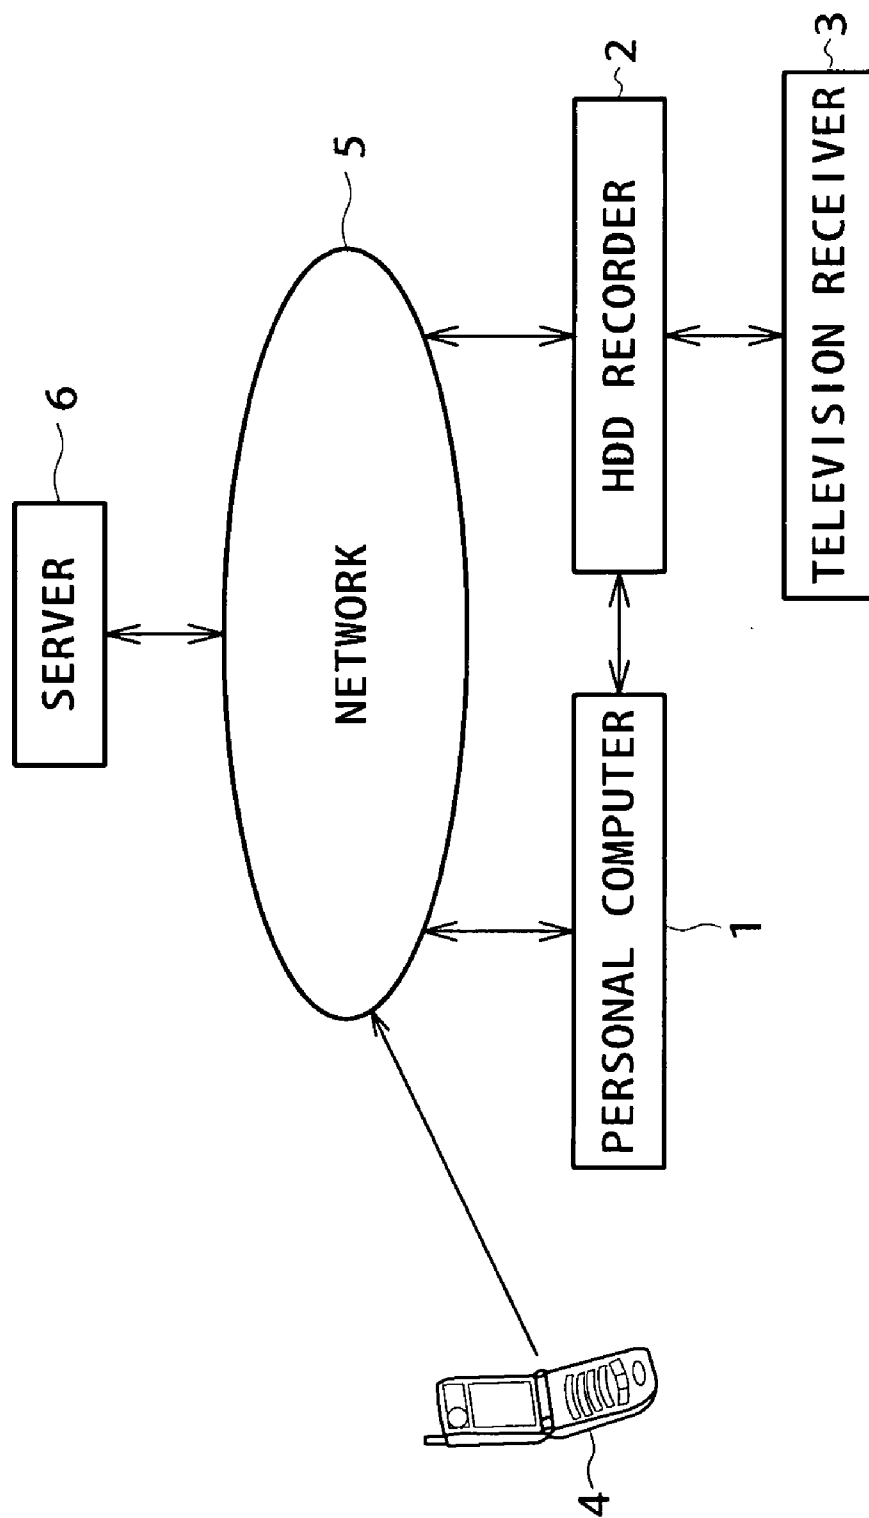 SERVER
6
NETWORK
5
PERSONAL COMPUTER
1
HDD RECORDER
2
TELEVISION RECEIVER
3
4